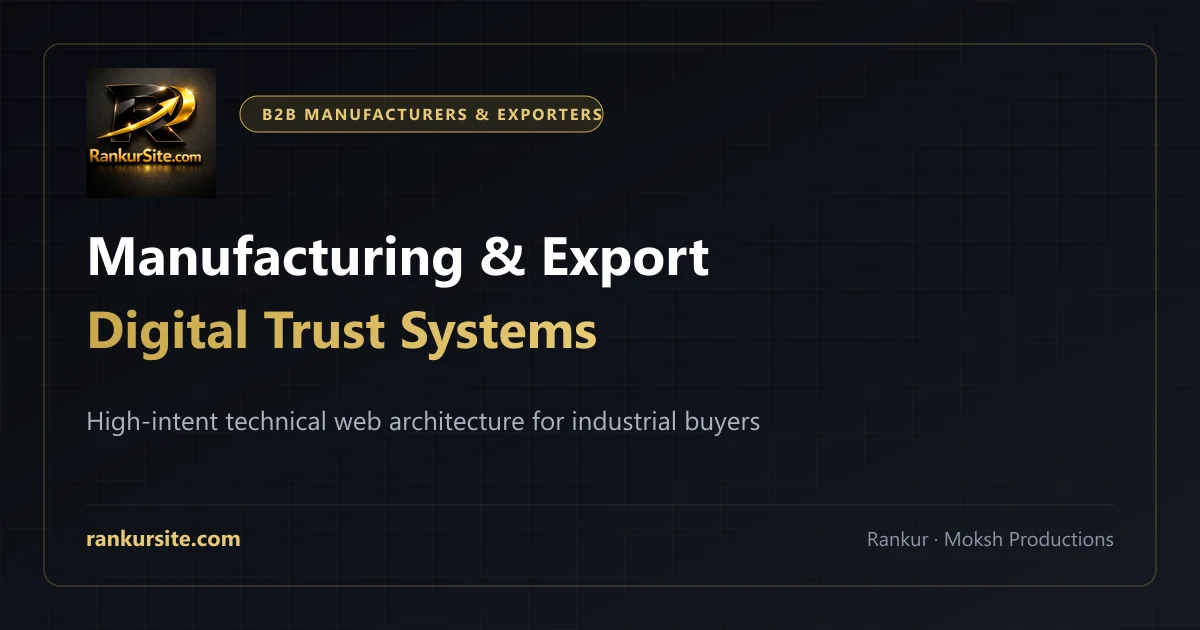 RankurSite.com
B2B MANUFACTURERS & EXPORTERS
Manufacturing & Export
Digital Trust Systems
High-intent technical web architecture for industrial buyers
rankursite.com
Rankur · Moksh Productions